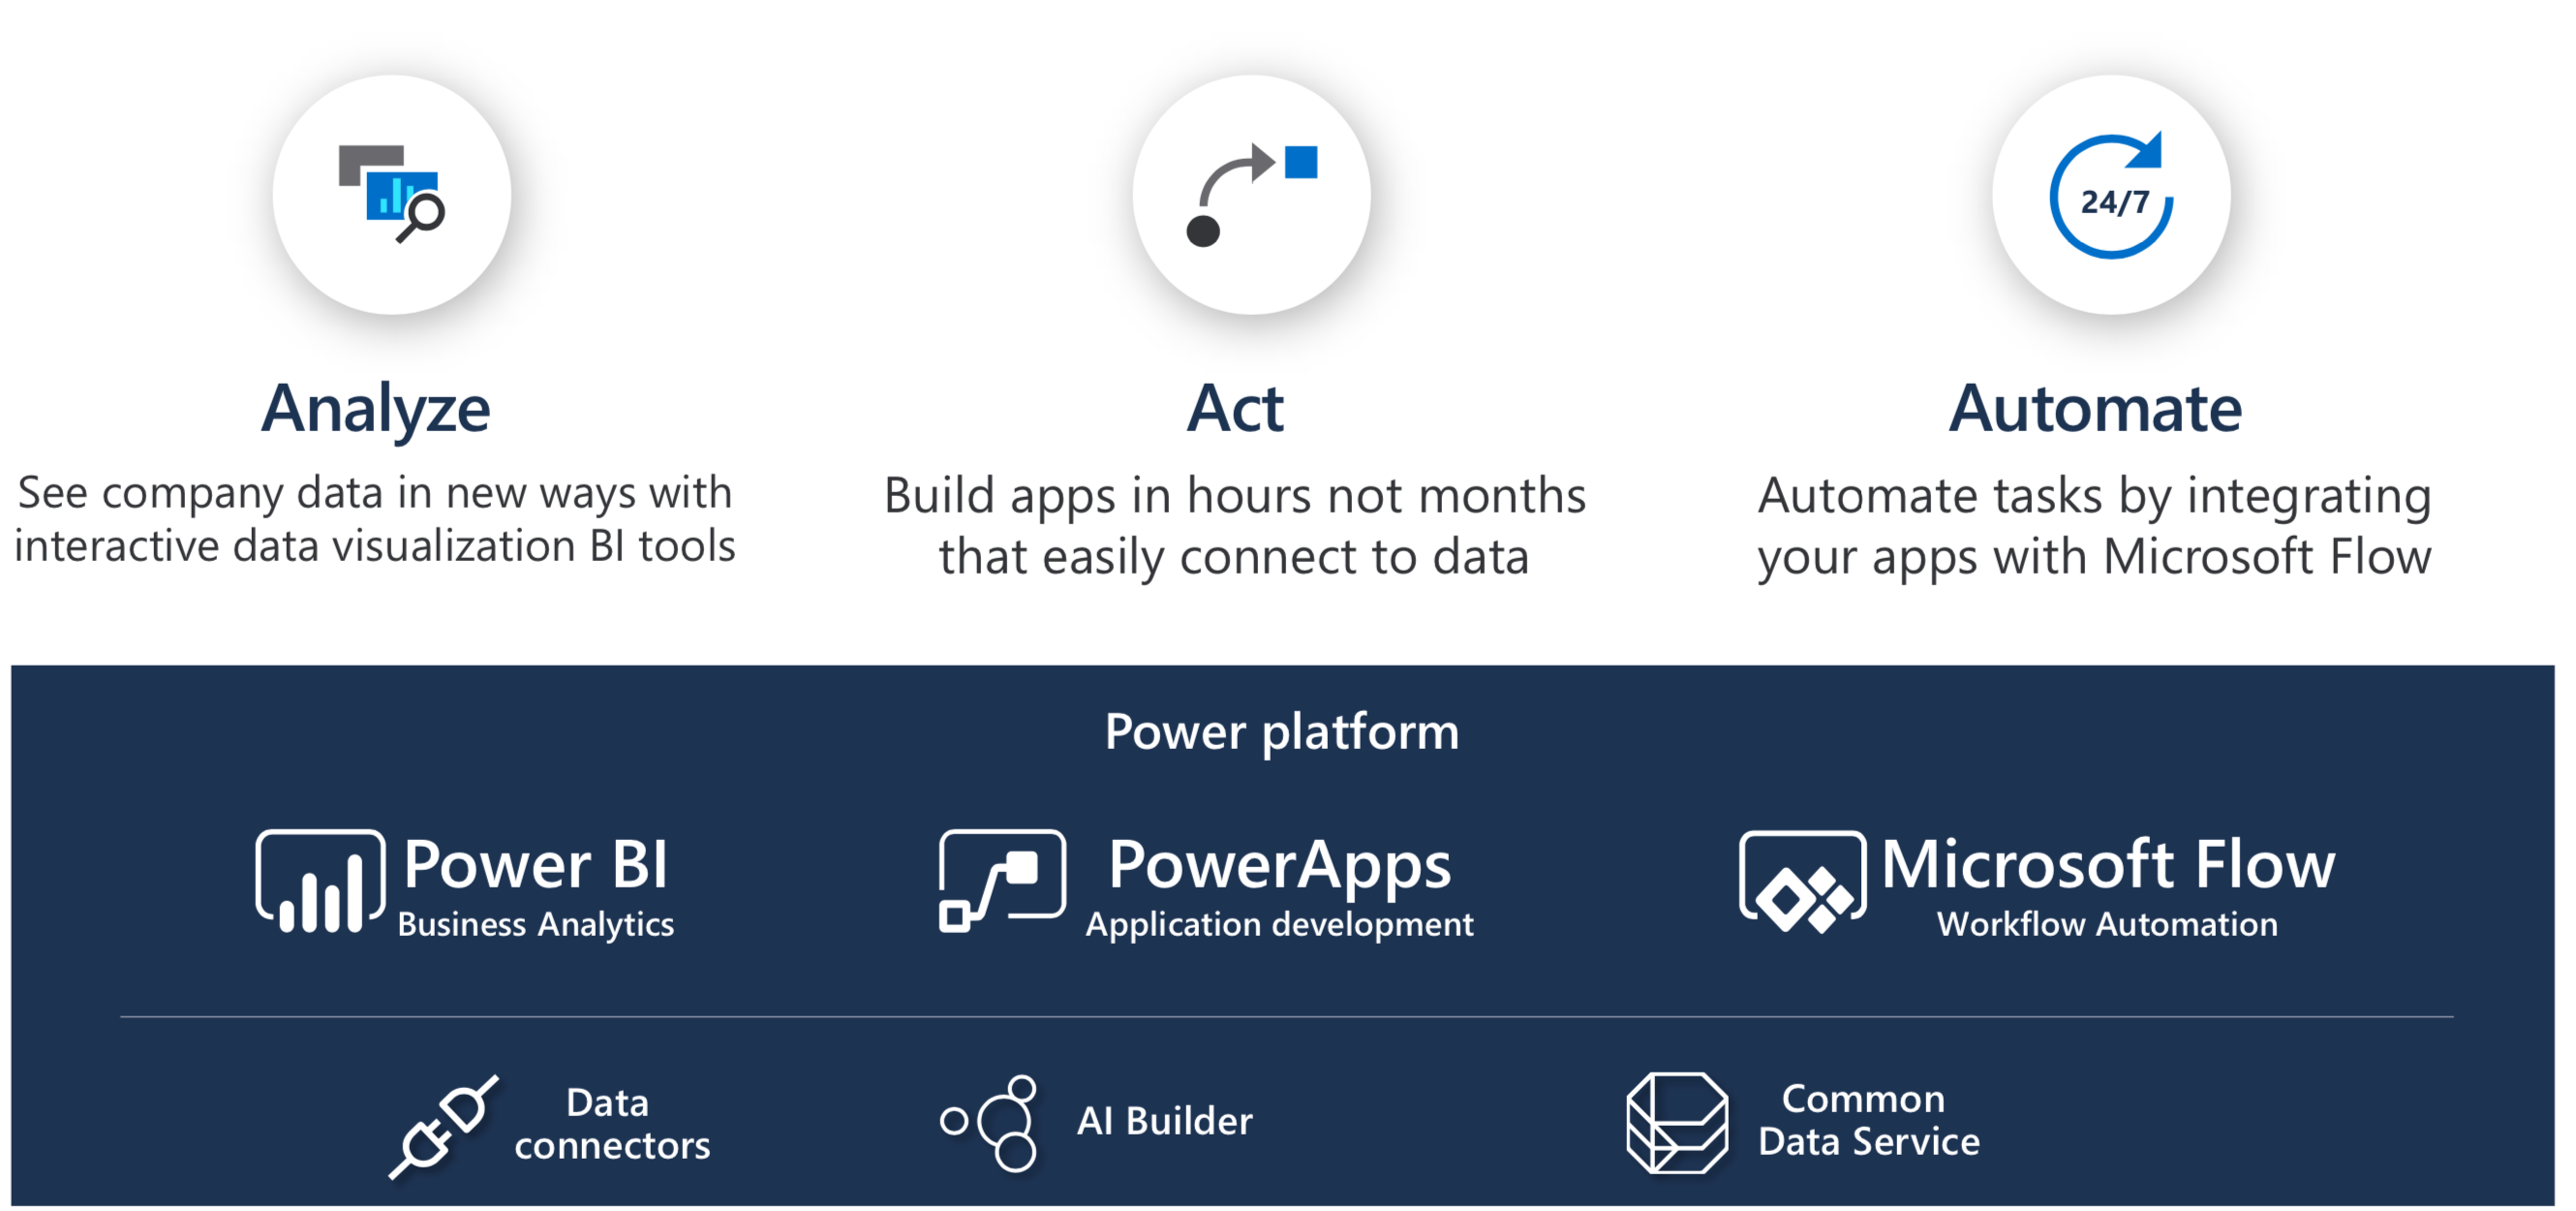 24/7
Analyze
See company data in new ways with
interactive data visualization BI tools
Act
Build apps in hours not months
that easily connect to data
Automate
Automate tasks by integrating
your apps with Microsoft Flow
Power platform
Power BI
Business Analytics
PowerApps
Application development
Microsoft Flow
Workflow Automation
Data
connectors
AI Builder
Common
Data Service